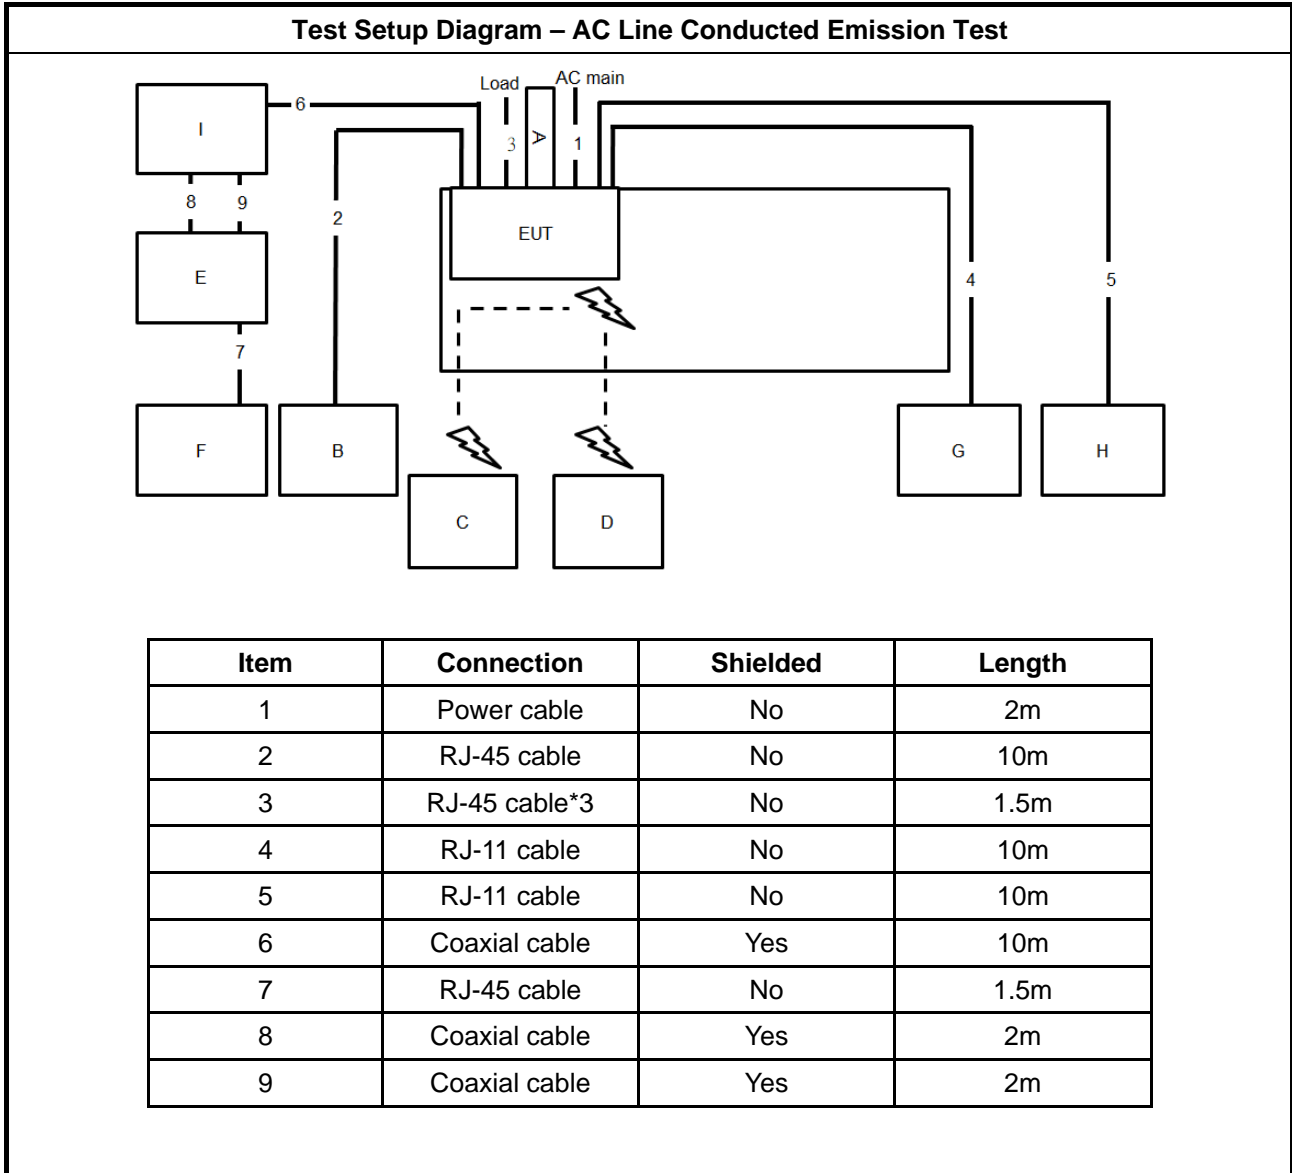 Test Setup Diagram – AC Line Conducted Emission Test
Load
AC main
I
6
3
A
1
8
9
2
EUT
E
4
5
7
F
B
G
H
C
D
Item Connection Shielded Length
1 Power cable No 2m
2 RJ-45 cable No 10m
3 RJ-45 cable*3 No 1.5m
4 RJ-11 cable No 10m
5 RJ-11 cable No 10m
6 Coaxial cable Yes 10m
7 RJ-45 cable No 1.5m
8 Coaxial cable Yes 2m
9 Coaxial cable Yes 2m